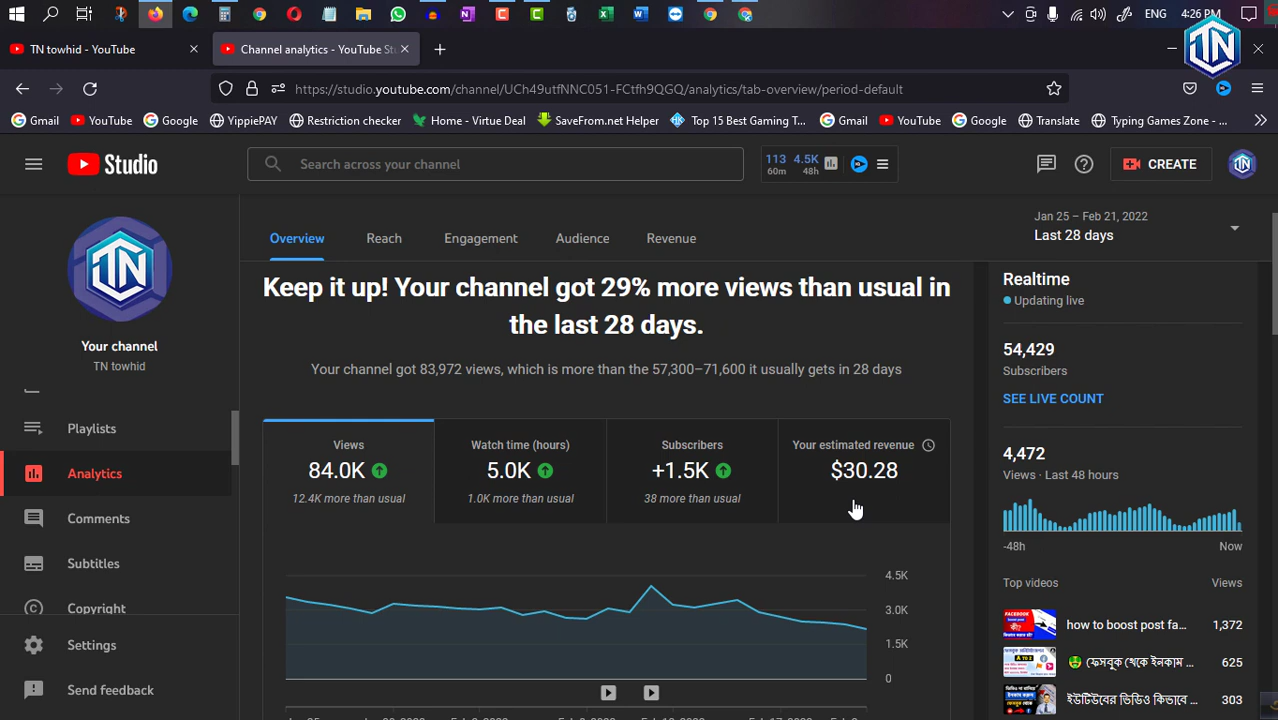 ENG 4:26 PM
TN towhid - YouTube
Channel analytics - YouTube St
https://studio.youtube.com/channel/UCh49utfNNC051-FCtfh9QGQ/analytics/tab-overview/period-default
Gmail YouTube Google YippiePAY Restriction checker Home - Virtue Deal SaveFrom.net Helper Top 15 Best Gaming T... Gmail YouTube Google Translate Typing Games Zone - ...
Studio
Search across your channel
113 4.5K
60m 48h
CREATE
TN
Your channel
TN towhid
Playlists
Analytics
Comments
Subtitles
Copyright
Settings
Send feedback
Overview Reach Engagement Audience Revenue
Jan 25 – Feb 21, 2022
Last 28 days
Keep it up! Your channel got 29% more views than usual in
the last 28 days.
Your channel got 83,972 views, which is more than the 57,300–71,600 it usually gets in 28 days
Views
84.0K
12.4K more than usual
Watch time (hours)
5.0K
1.0K more than usual
Subscribers
+1.5K
38 more than usual
Your estimated revenue
$30.28
4.5K
3.0K
1.5K
0
Realtime
Updating live
54,429
Subscribers
SEE LIVE COUNT
4,472
Views · Last 48 hours
-48h Now
Top videos Views
how to boost post fa... 1,372
ফেসবুক থেকে ইনকাম ... 625
ইউটিউবের ভিডিও কিভাবে ... 303